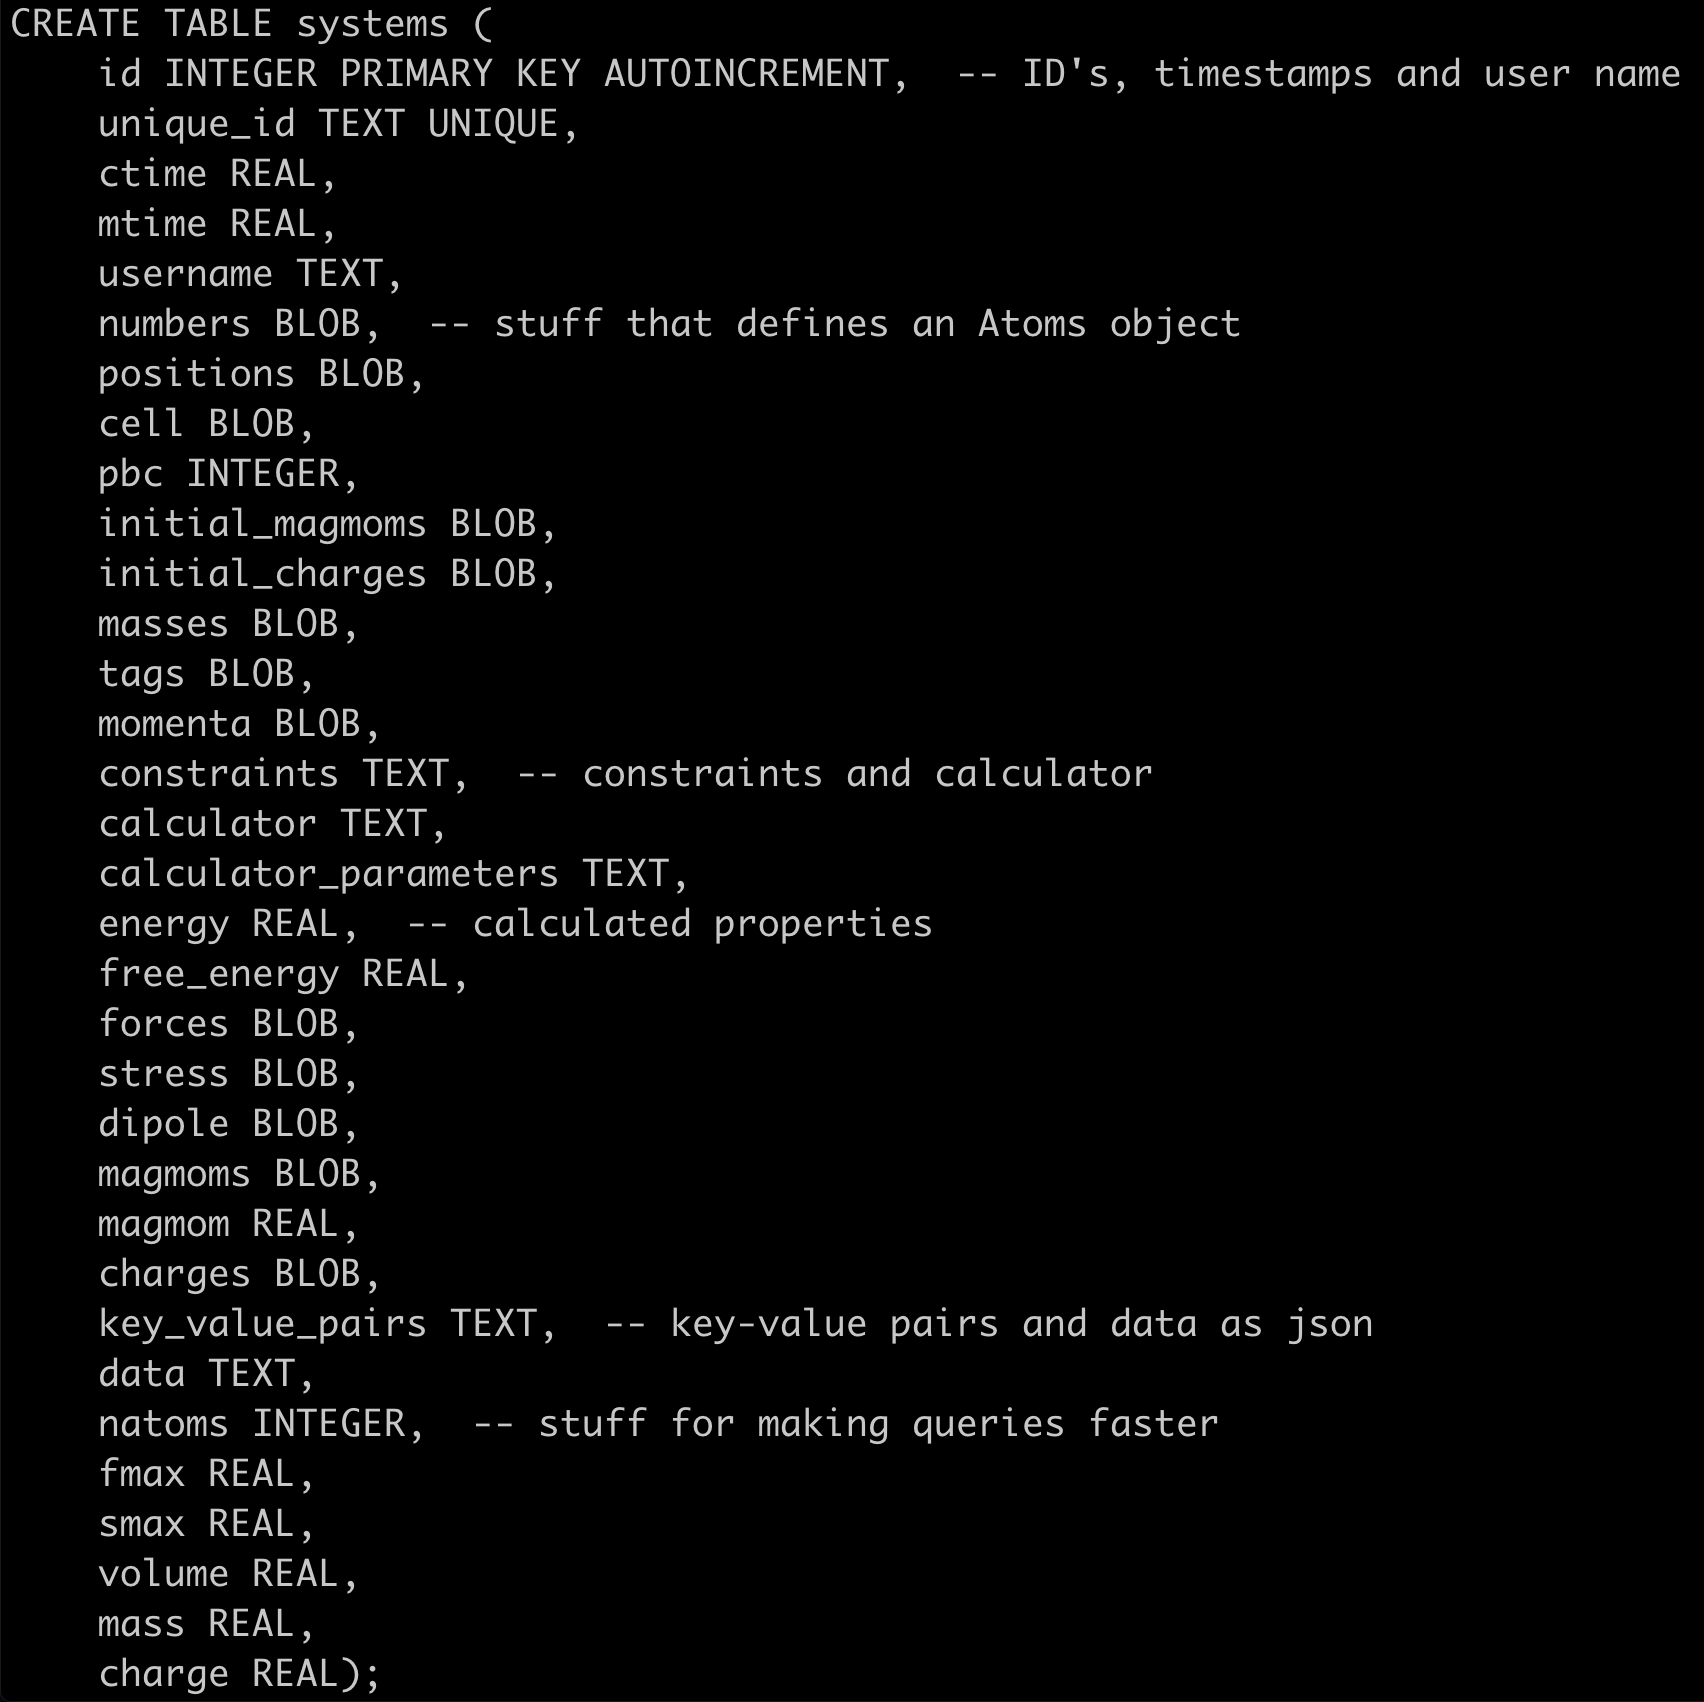 CREATE TABLE systems (
    id INTEGER PRIMARY KEY AUTOINCREMENT,  -- ID's, timestamps and user name
    unique_id TEXT UNIQUE,
    ctime REAL,
    mtime REAL,
    username TEXT,
    numbers BLOB,  -- stuff that defines an Atoms object
    positions BLOB,
    cell BLOB,
    pbc INTEGER,
    initial_magmoms BLOB,
    initial_charges BLOB,
    masses BLOB,
    tags BLOB,
    momenta BLOB,
    constraints TEXT,  -- constraints and calculator
    calculator TEXT,
    calculator_parameters TEXT,
    energy REAL,  -- calculated properties
    free_energy REAL,
    forces BLOB,
    stress BLOB,
    dipole BLOB,
    magmoms BLOB,
    magmom REAL,
    charges BLOB,
    key_value_pairs TEXT,  -- key-value pairs and data as json
    data TEXT,
    natoms INTEGER,  -- stuff for making queries faster
    fmax REAL,
    smax REAL,
    volume REAL,
    mass REAL,
    charge REAL);